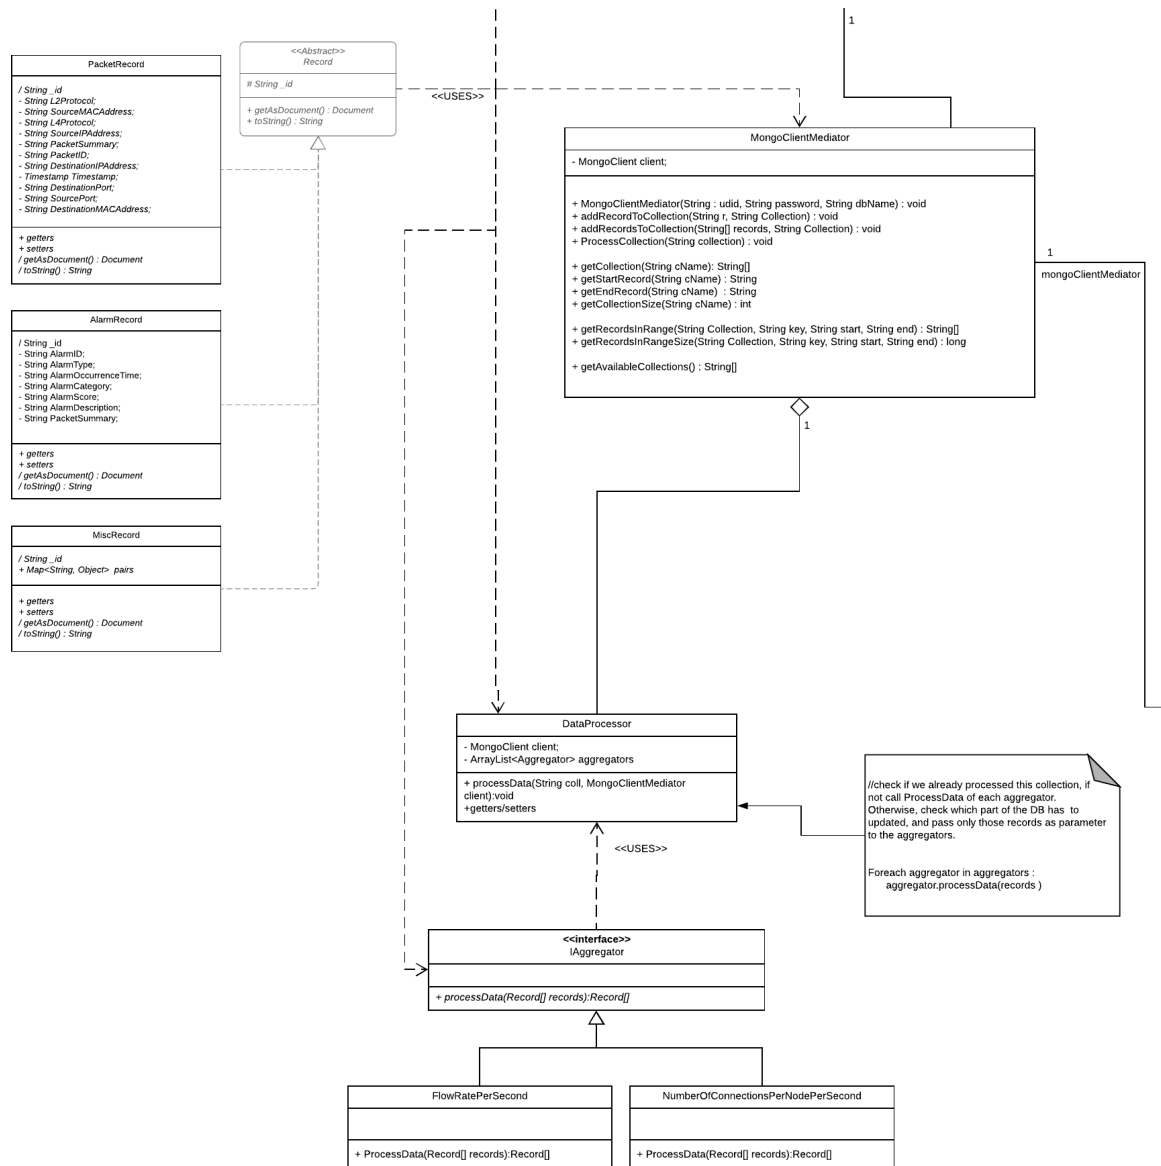 PacketRecord
/ String _id
- String L2Protocol;
- String SourceMACAddress;
- String L4Protocol;
- String SourceIPAddress;
- String PacketSummary;
- String PacketID;
- String DestinationIPAddress;
- Timestamp Timestamp;
- String DestinationPort;
- String SourcePort;
- String DestinationMACAddress;
+ getters
+ setters
/ getAsDocument() : Document
/ toString() : String
<<Abstract>>
Record
# String _id
+ getAsDocument() : Document
+ toString() : String
<<USES>>
1
MongoClientMediator
- MongoClient client;
+ MongoClientMediator(String : udid, String password, String dbName) : void
+ addRecordToCollection(String r, String Collection) : void
+ addRecordsToCollection(String[] records, String Collection) : void
+ ProcessCollection(String collection) : void
+ getCollection(String cName): String[]
+ getStartRecord(String cName) : String
+ getEndRecord(String cName)  : String
+ getCollectionSize(String cName) : int
+ getRecordsInRange(String Collection, String key, String start, String end) : String[]
+ getRecordsInRangeSize(String Collection, String key, String start, String end) : long
+ getAvailableCollections() : String[]
1
mongoClientMediator
1
AlarmRecord
/ String _id
- String AlarmID;
- String AlarmType;
- String AlarmOccurrenceTime;
- String AlarmCategory;
- String AlarmScore;
- String AlarmDescription;
- String PacketSummary;
+ getters
+ setters
/ getAsDocument() : Document
/ toString() : String
MiscRecord
/ String _id
+ Map<String, Object>  pairs
+ getters
+ setters
/ getAsDocument() : Document
/ toString() : String
DataProcessor
- MongoClient client;
- ArrayList<Aggregator> aggregators
+ processData(String coll, MongoClientMediator
client):void
+getters/setters
//check if we already processed this collection, if
not call ProcessData of each aggregator.
Otherwise, check which part of the DB has  to
updated, and pass only those records as parameter
to the aggregators.
Foreach aggregator in aggregators :
aggregator.processData(records )
<<USES>>
<<interface>>
IAggregator
+ processData(Record[] records):Record[]
FlowRatePerSecond
+ ProcessData(Record[] records):Record[]
NumberOfConnectionsPerNodePerSecond
+ ProcessData(Record[] records):Record[]